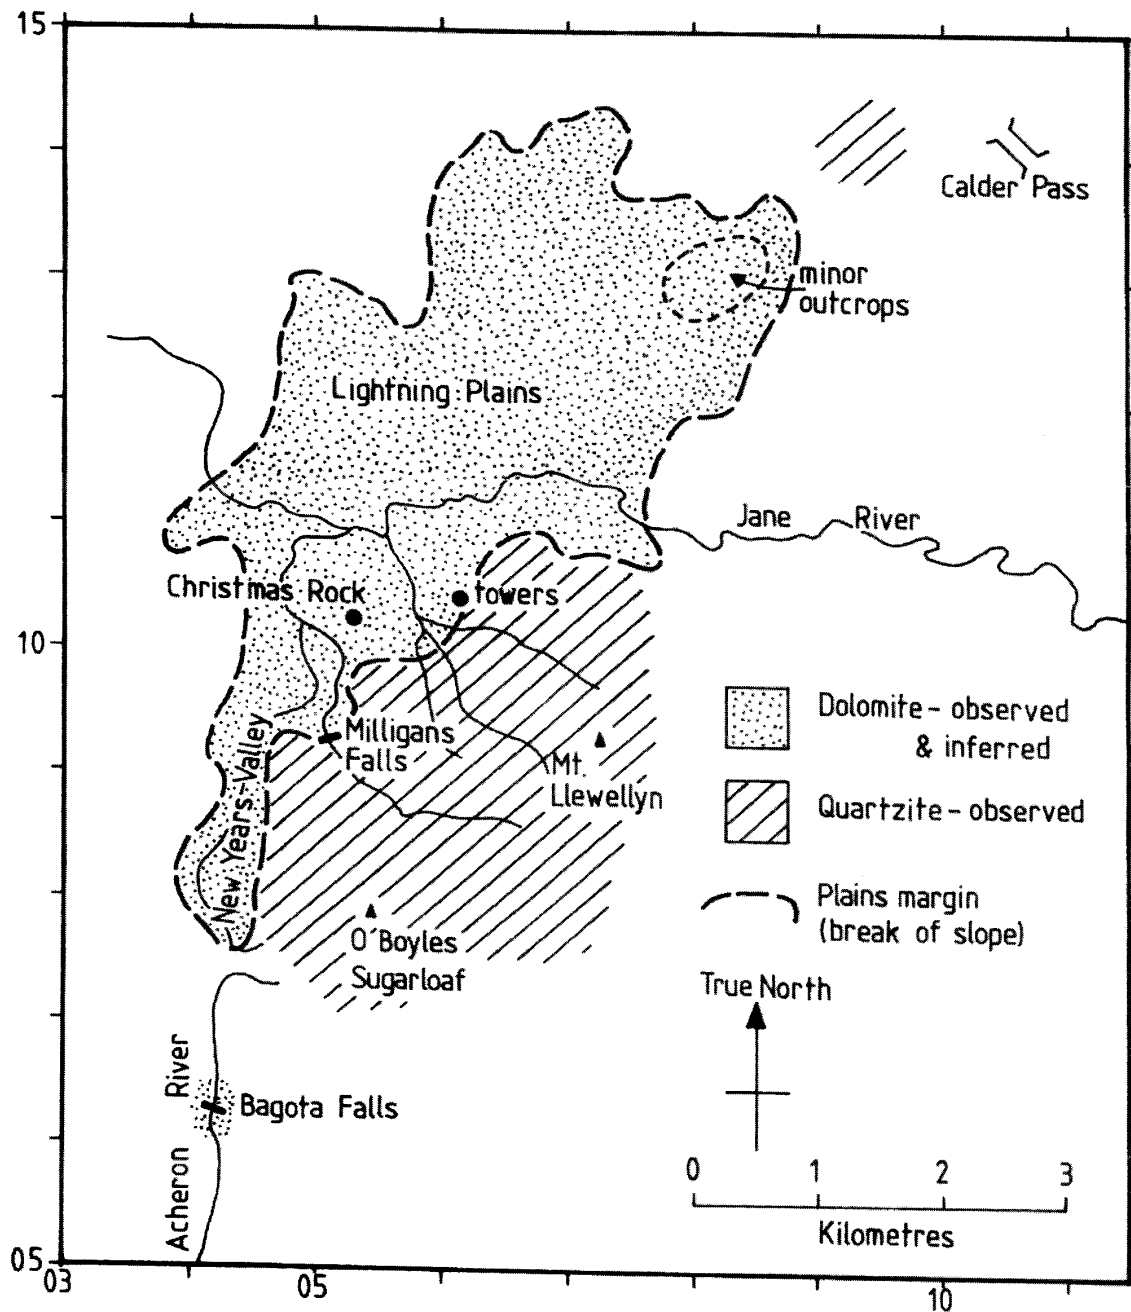 15
Calder Pass
minor
outcrops
Lightning Plains
Jane River
Christmas Rock
towers
10
Dolomite - observed
& inferred
Milligans
Falls
Mt.
Llewellyn
New Years Valley
Quartzite - observed
Plains margin
(break of slope)
O'Boyles
Sugarloaf
True North
Acheron River
Bagota Falls
0 1 2 3
Kilometres
05
03 05 10